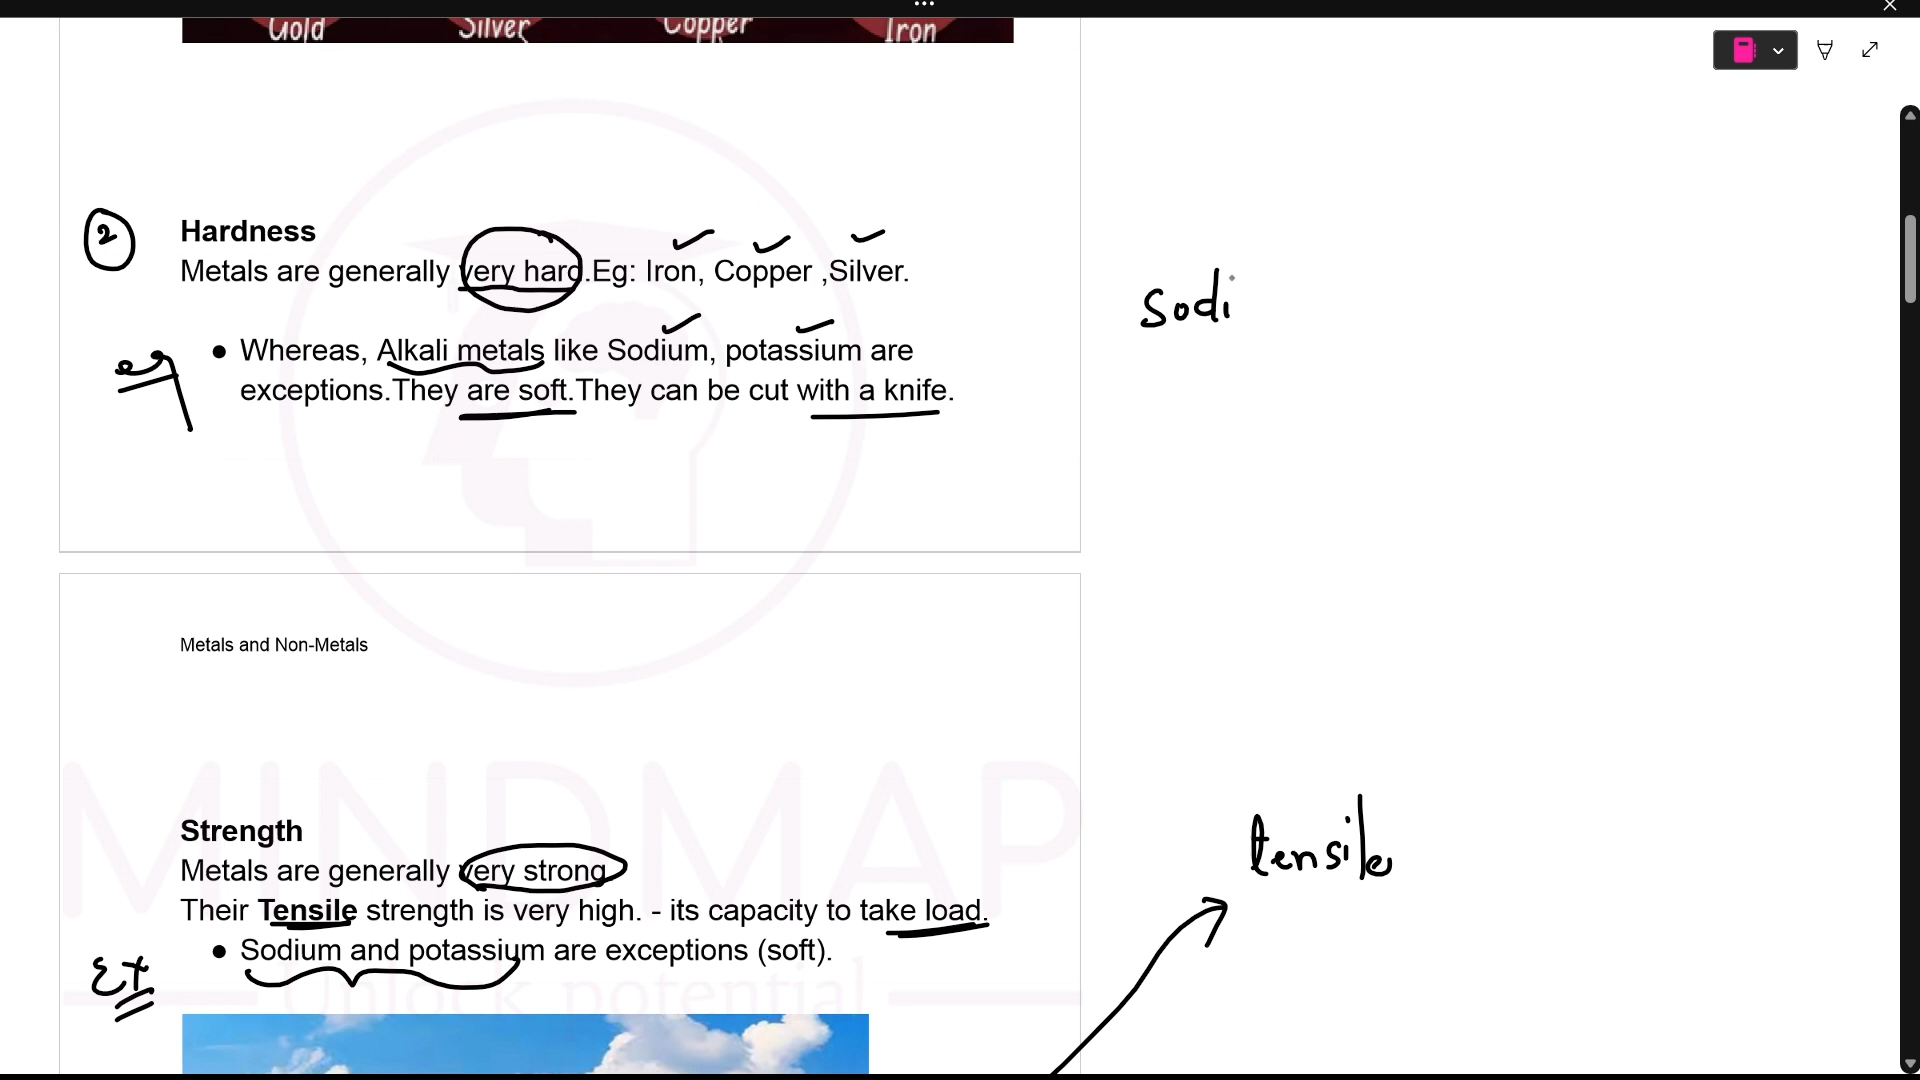 Gold Silver Copper Iron
2 Hardness
Metals are generally very hard.Eg: Iron, Copper ,Silver.
Sodi
● Whereas, Alkali metals like Sodium, potassium are
exceptions.They are soft.They can be cut with a knife.
Metals and Non-Metals
MINDMAP
Strength
tensile
Metals are generally very strong
Their Tensile strength is very high. - its capacity to take load.
● Sodium and potassium are exceptions (soft).
Ex
Unlock potential